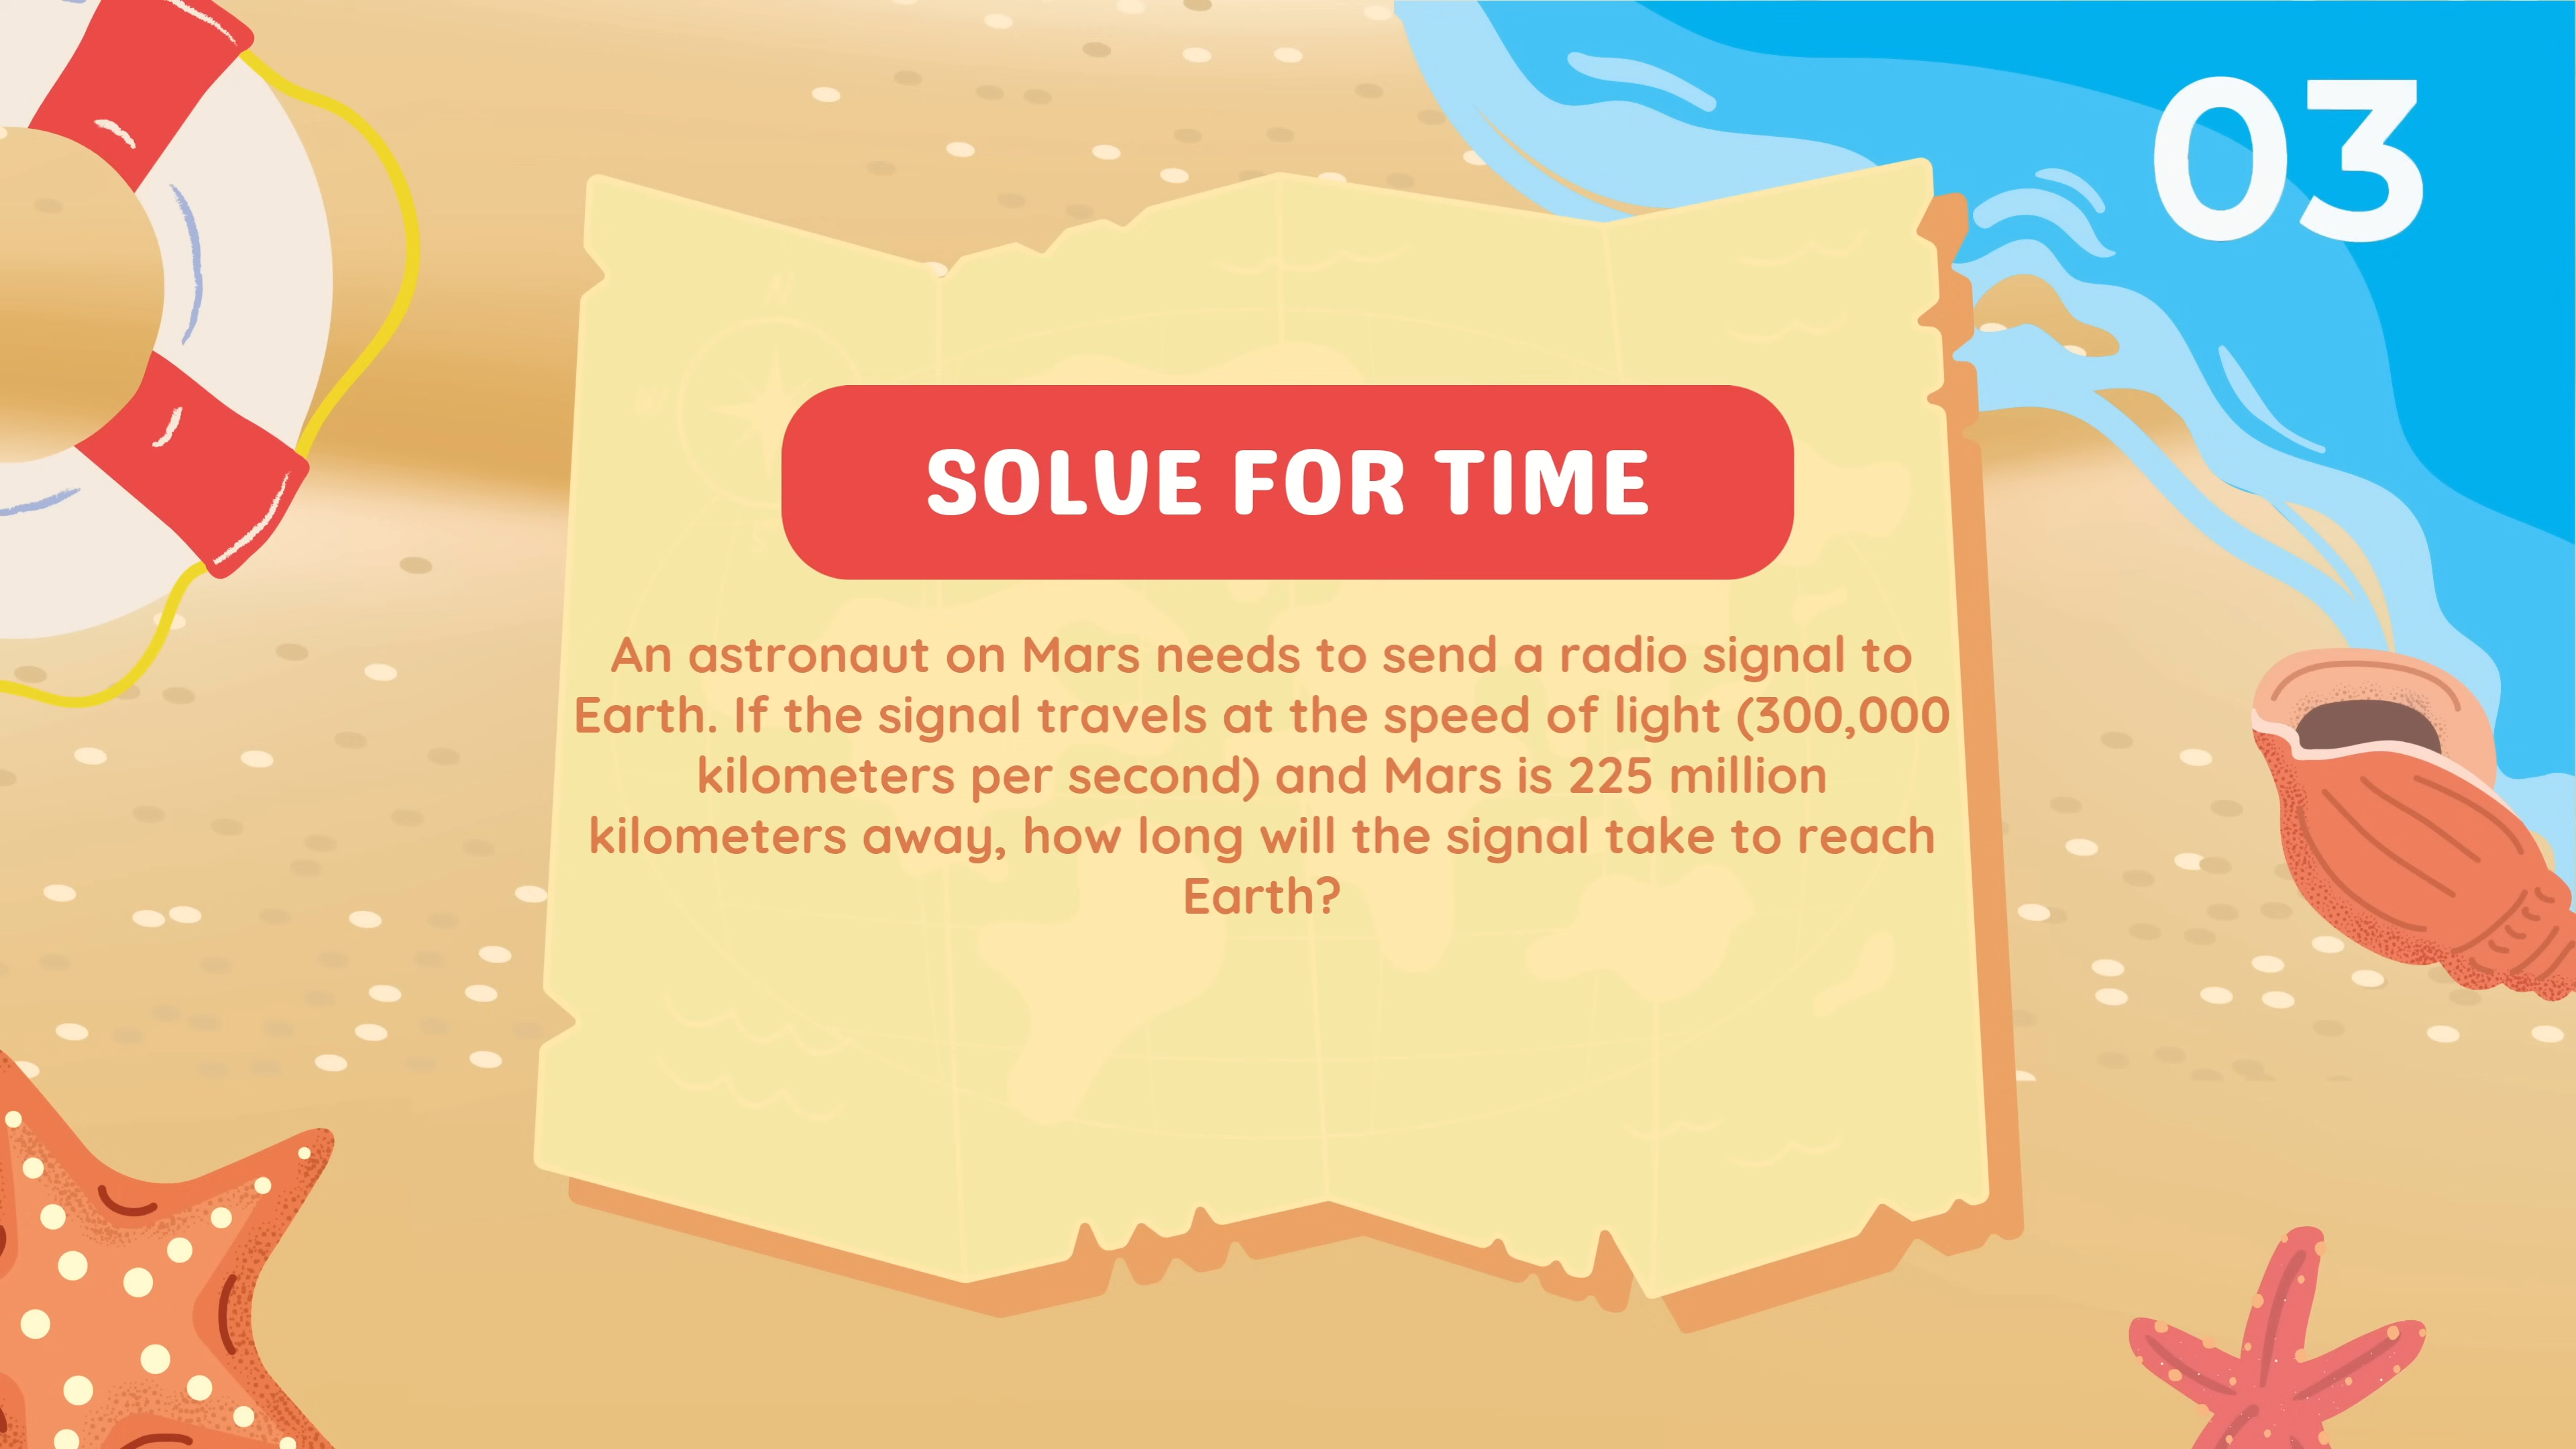 03
SOLVE FOR TIME
An astronaut on Mars needs to send a radio signal to
Earth. If the signal travels at the speed of light (300,000
kilometers per second) and Mars is 225 million
kilometers away, how long will the signal take to reach
Earth?